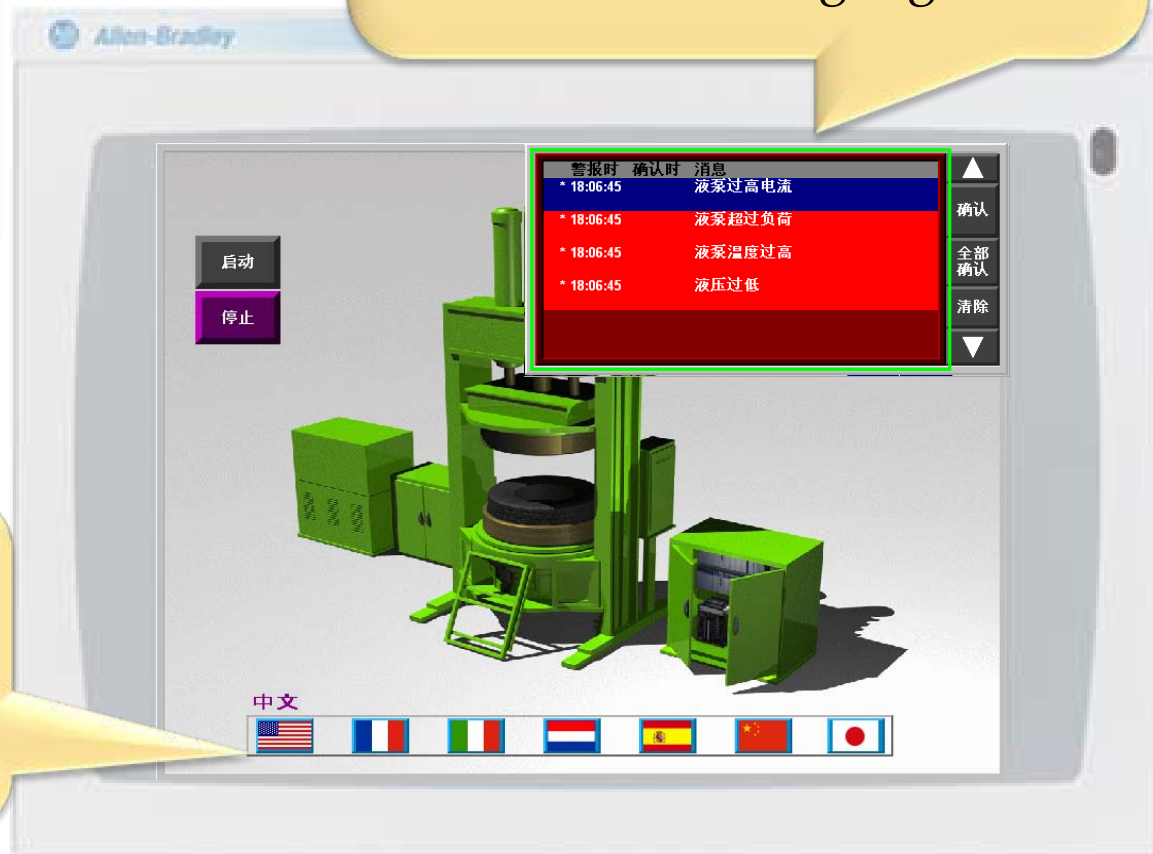 Allen-Bradley
警报时 确认时 消息
* 18:06:45 液泵过高电流
* 18:06:45 液泵超过负荷
* 18:06:45 液泵温度过高
* 18:06:45 液压过低
确认
全部
确认
清除
启动
停止
中文